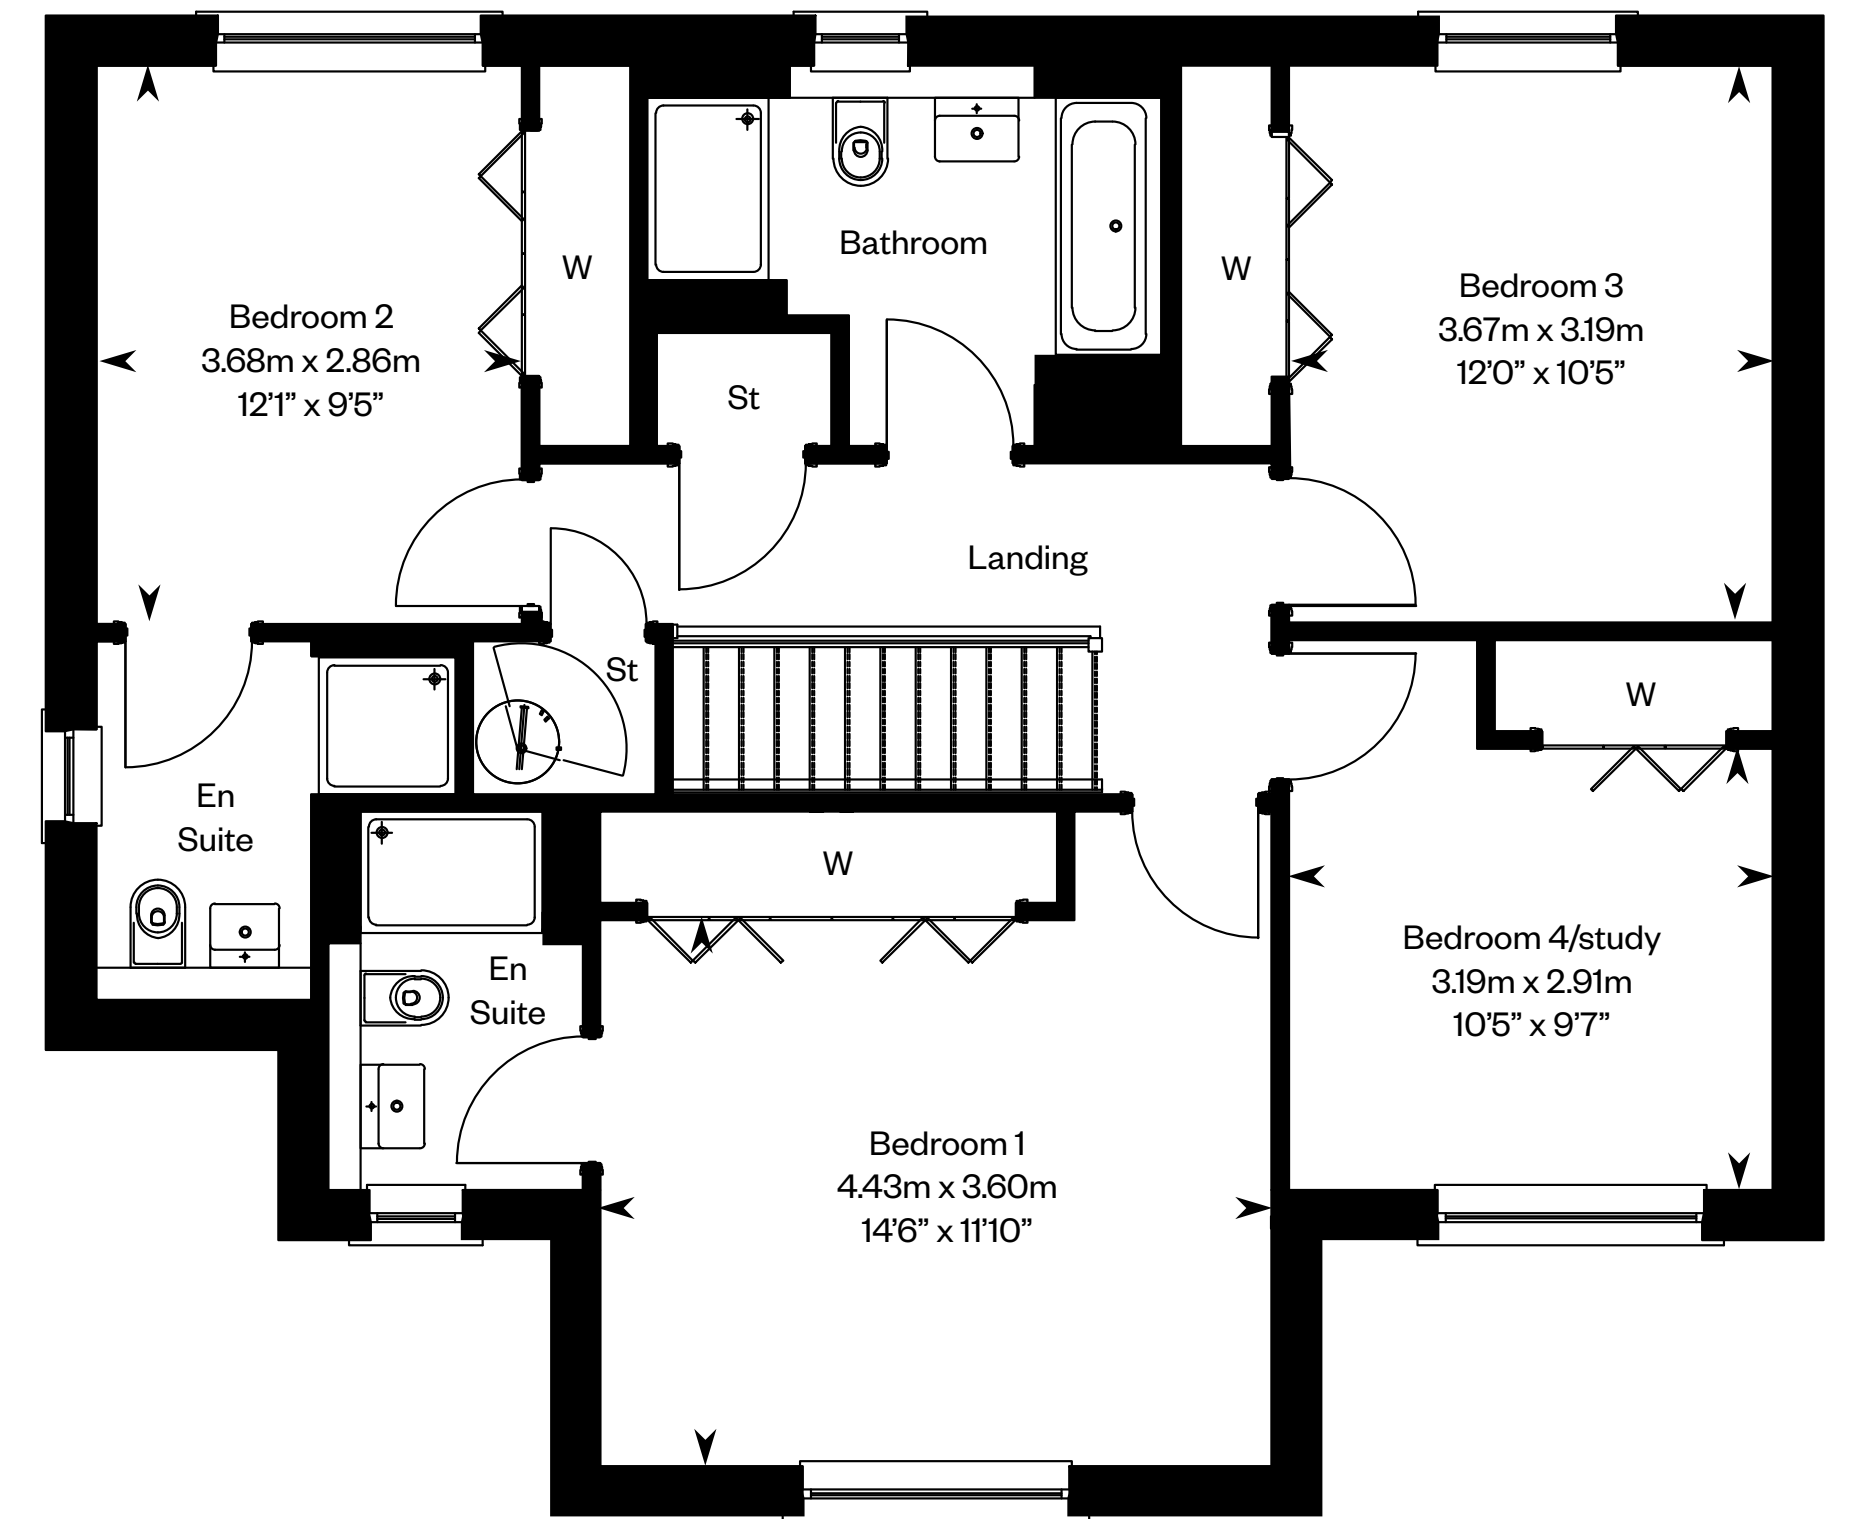 Bathroom
W
W
Bedroom 2
3.68m x 2.86m
12’1” x 9’5”
Bedroom 3
3.67m x 3.19m
12’0” x 10’5”
St
Landing
St
W
En
Suite
W
En
Suite
Bedroom 4/study
3.19m x 2.91m
10’5” x 9’7”
Bedroom 1
4.43m x 3.60m
14’6” x 11’10”